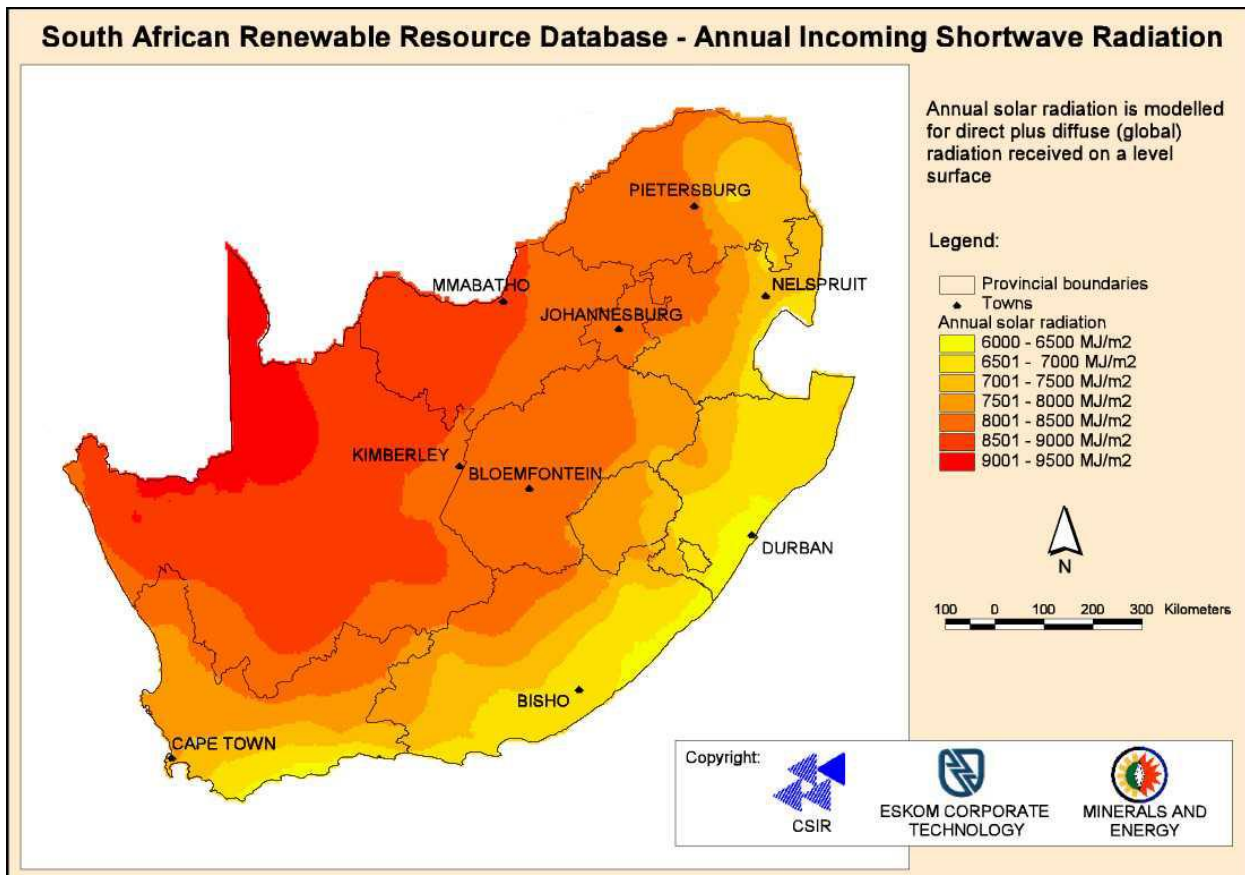 South African Renewable Resource Database - Annual Incoming Shortwave Radiation
Annual solar radiation is modelled
for direct plus diffuse (global)
radiation received on a level
surface
PIETERSBURG
Legend:
MMABATHO
NELSPRUIT
JOHANNESBURG
Provincial boundaries
Towns
Annual solar radiation
6000 - 6500 MJ/m2
6501 - 7000 MJ/m2
7001 - 7500 MJ/m2
7501 - 8000 MJ/m2
8001 - 8500 MJ/m2
8501 - 9000 MJ/m2
9001 - 9500 MJ/m2
KIMBERLEY
BLOEMFONTEIN
DURBAN
N
100 0 100 200 300 Kilometers
BISHO
CAPE TOWN
Copyright:
CSIR
ESKOM CORPORATE
TECHNOLOGY
MINERALS AND
ENERGY